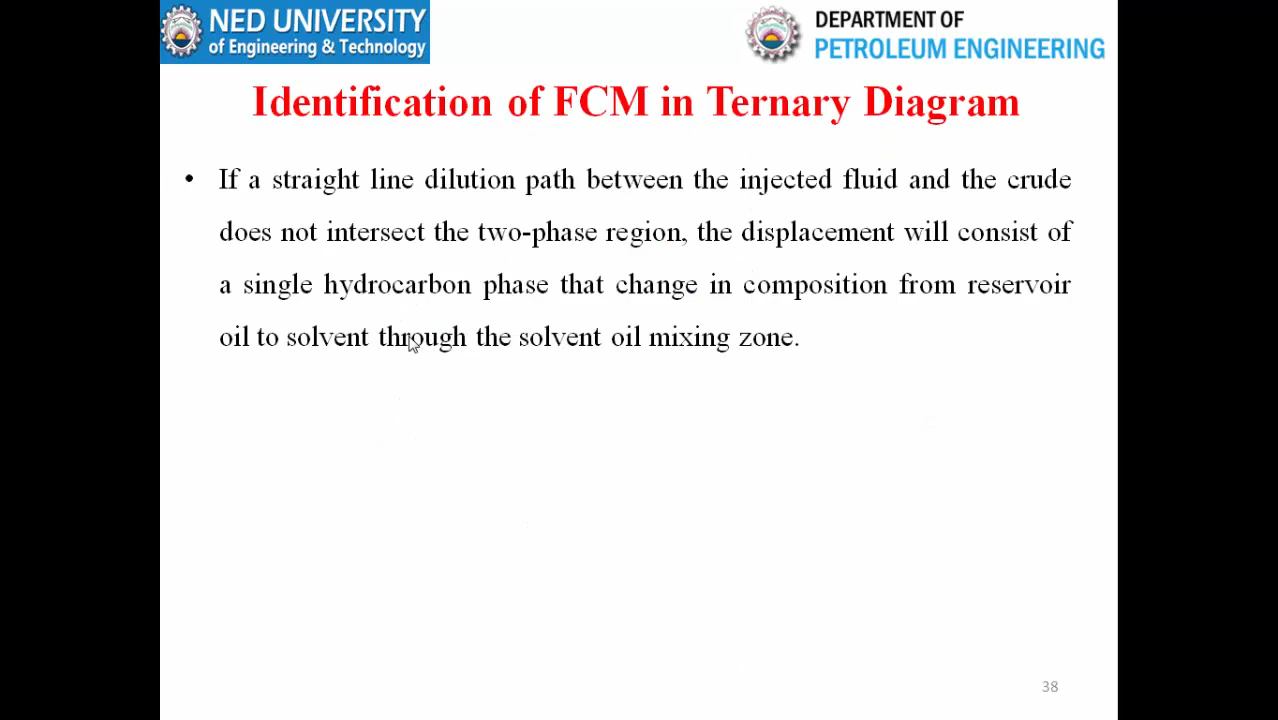 NED UNIVERSITY
of Engineering & Technology
DEPARTMENT OF
PETROLEUM ENGINEERING
Identification of FCM in Ternary Diagram
• If a straight line dilution path between the injected fluid and the crude
does not intersect the two-phase region, the displacement will consist of
a single hydrocarbon phase that change in composition from reservoir
oil to solvent through the solvent oil mixing zone.
38